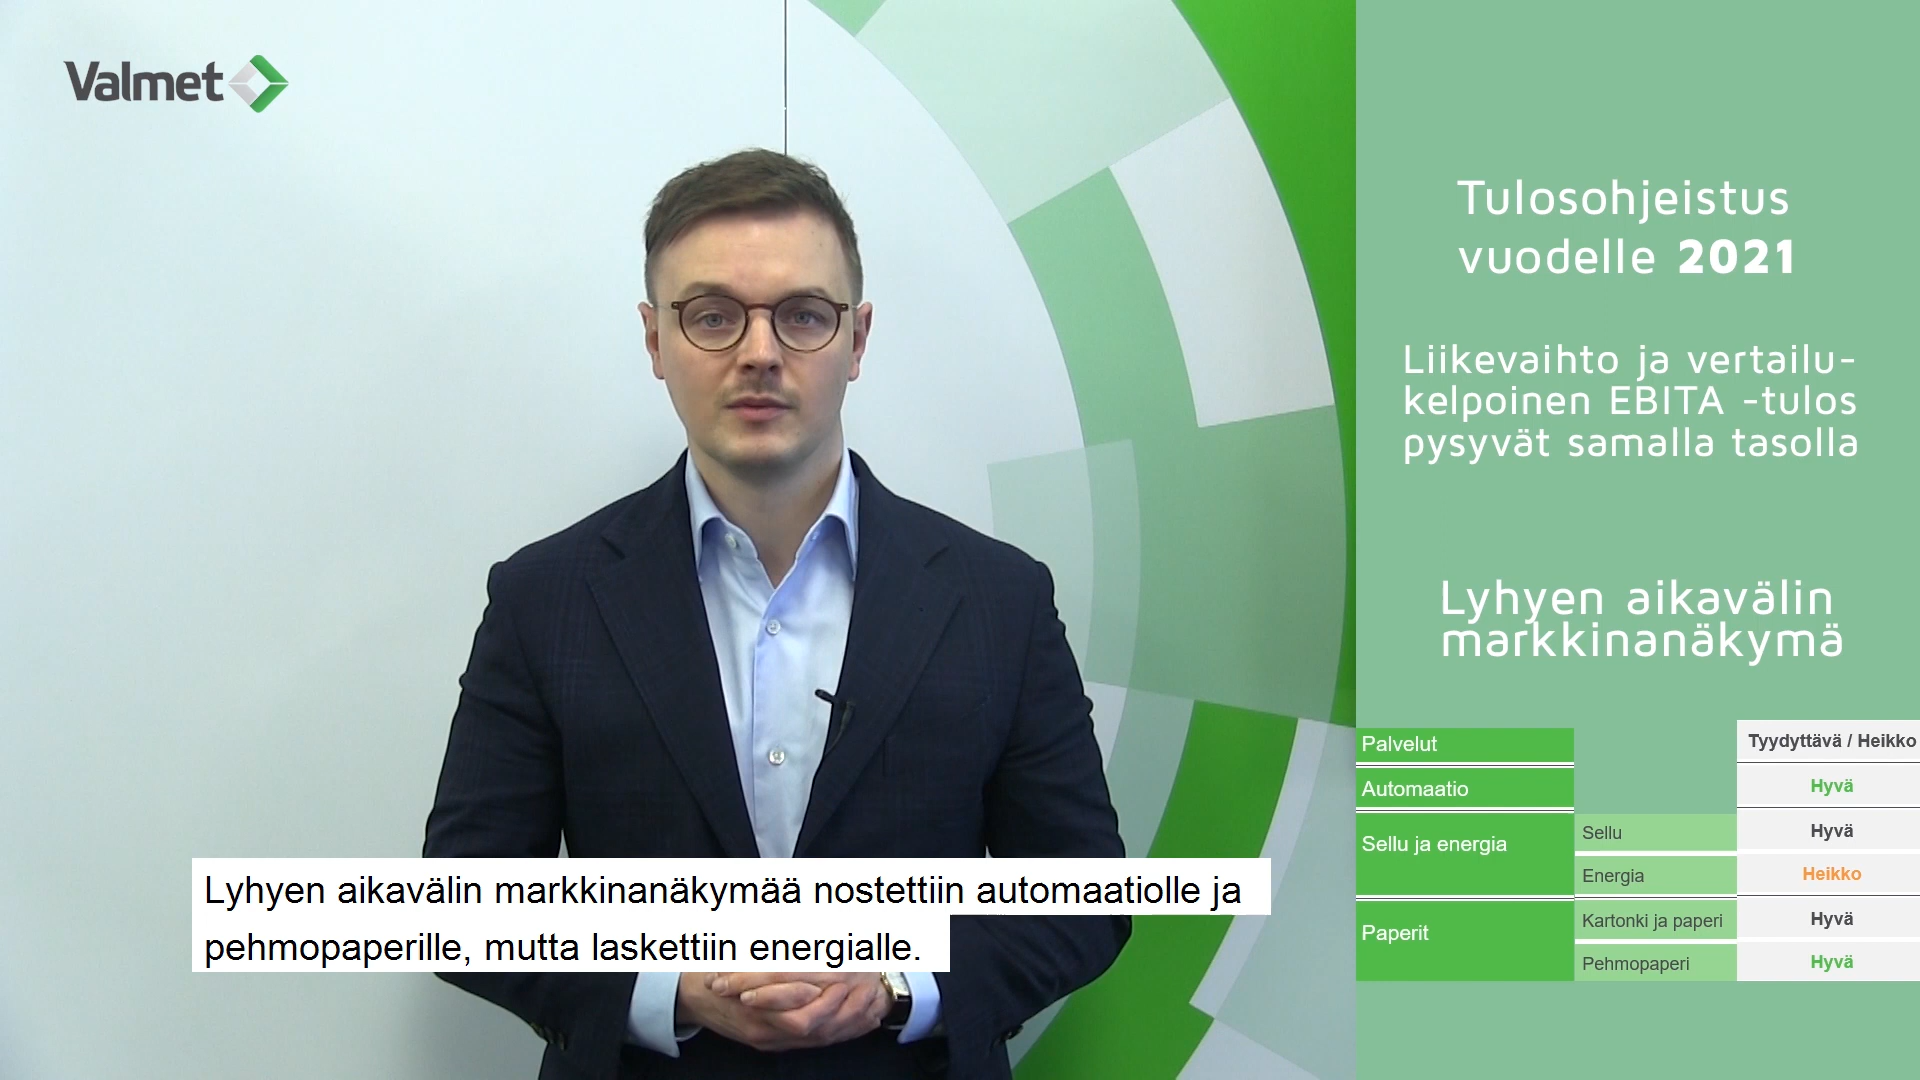 Valmet
Tulosohjeistus
vuodelle 2021
Liikevaihto ja vertailu-
kelpoinen EBITA -tulos
pysyvät samalla tasolla
Lyhyen aikavälin
markkinanäkymä
Palvelut Tyydyttävä / Heikko
Automaatio Hyvä
Sellu ja energia
Sellu Hyvä
Energia Heikko
Paperit
Kartonki ja paperi Hyvä
Pehmopaperi Hyvä
Lyhyen aikavälin markkinanäkymää nostettiin automaatiolle ja
pehmopaperille, mutta laskettiin energialle.